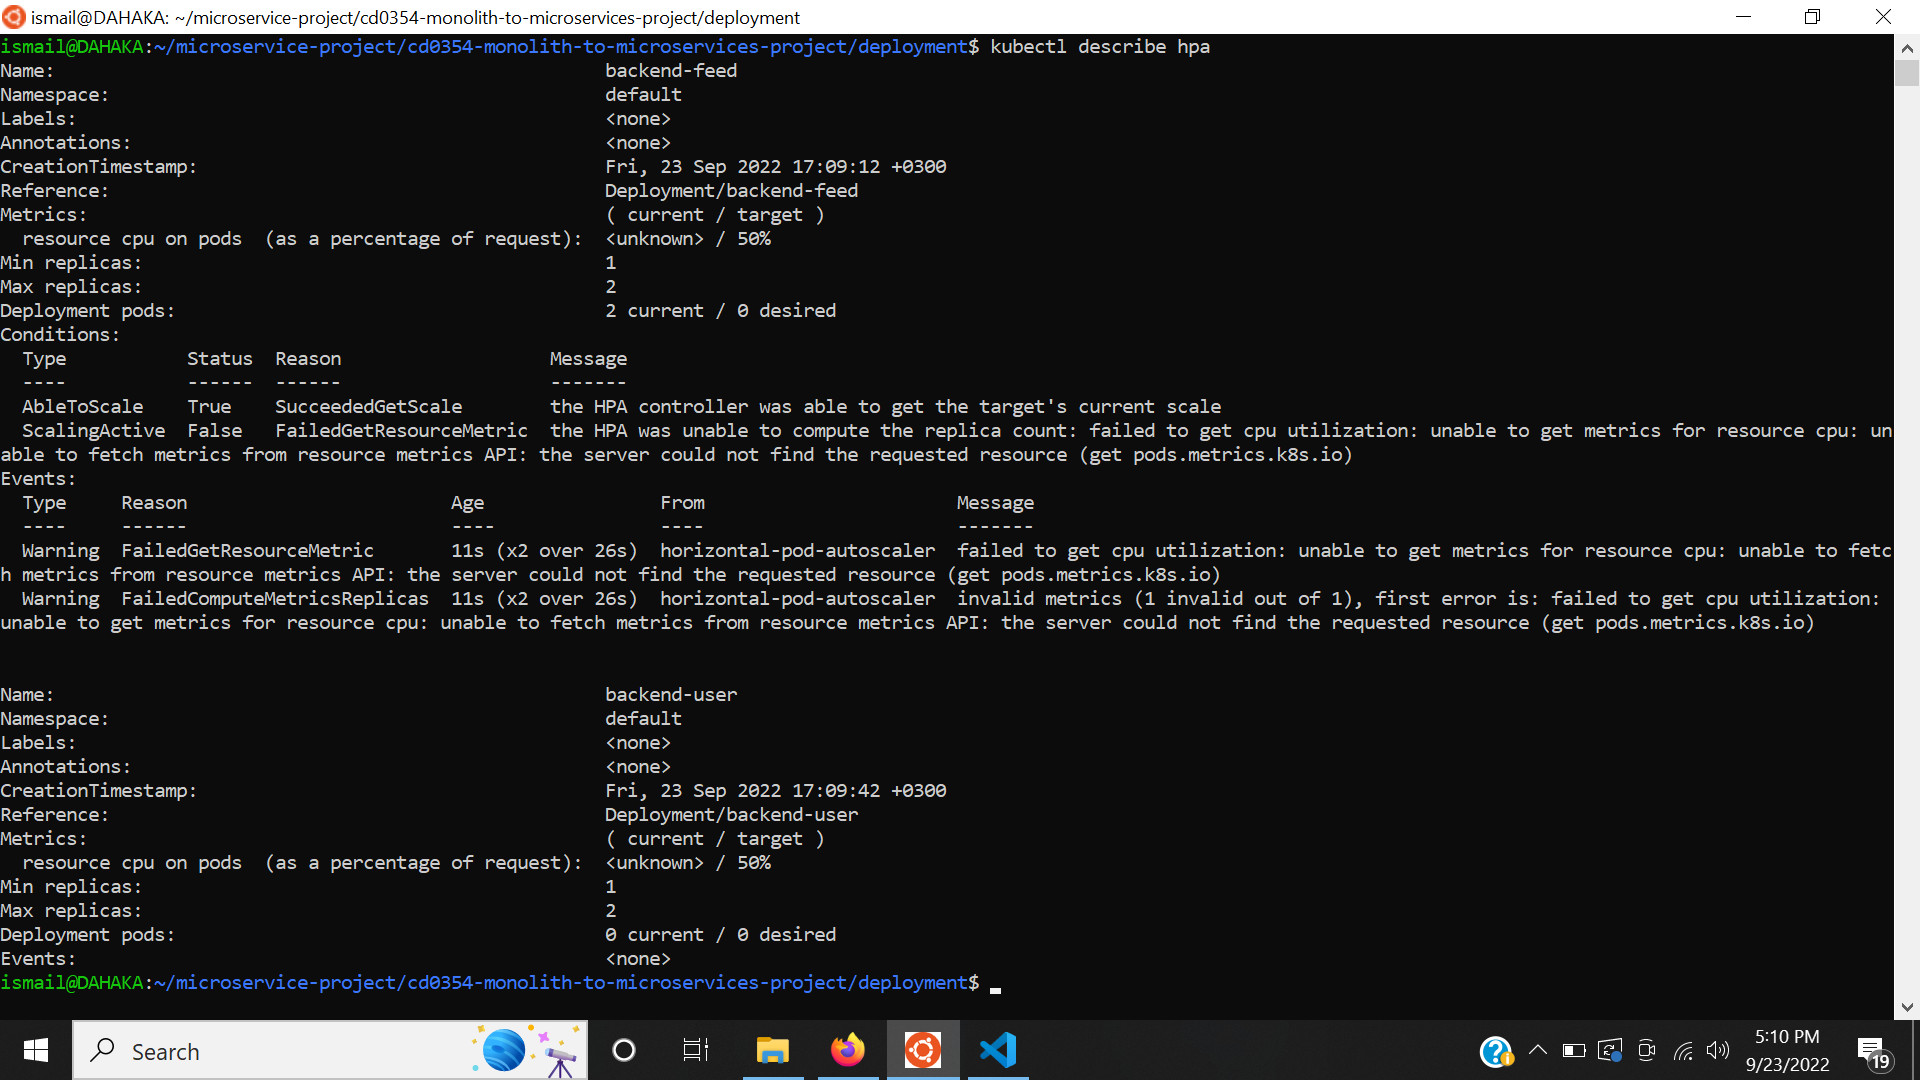 ismail@DAHAKA: ~/microservice-project/cd0354-monolith-to-microservices-project/deployment
ismail@DAHAKA:~/microservice-project/cd0354-monolith-to-microservices-project/deployment$ kubectl describe hpa
Name:                                                  backend-feed
Namespace:                                             default
Labels:                                                <none>
Annotations:                                           <none>
CreationTimestamp:                                     Fri, 23 Sep 2022 17:09:12 +0300
Reference:                                             Deployment/backend-feed
Metrics:                                               ( current / target )
  resource cpu on pods  (as a percentage of request):  <unknown> / 50%
Min replicas:                                          1
Max replicas:                                          2
Deployment pods:                                       2 current / 0 desired
Conditions:
  Type           Status  Reason                   Message
  ----           ------  ------                   -------
  AbleToScale    True    SucceededGetScale        the HPA controller was able to get the target's current scale
  ScalingActive  False   FailedGetResourceMetric  the HPA was unable to compute the replica count: failed to get cpu utilization: unable to get metrics for resource cpu: un
able to fetch metrics from resource metrics API: the server could not find the requested resource (get pods.metrics.k8s.io)
Events:
  Type     Reason                        Age                From                       Message
  ----     ------                        ----               ----                       -------
  Warning  FailedGetResourceMetric       11s (x2 over 26s)  horizontal-pod-autoscaler  failed to get cpu utilization: unable to get metrics for resource cpu: unable to fetc
h metrics from resource metrics API: the server could not find the requested resource (get pods.metrics.k8s.io)
  Warning  FailedComputeMetricsReplicas  11s (x2 over 26s)  horizontal-pod-autoscaler  invalid metrics (1 invalid out of 1), first error is: failed to get cpu utilization:
unable to get metrics for resource cpu: unable to fetch metrics from resource metrics API: the server could not find the requested resource (get pods.metrics.k8s.io)
Name:                                                  backend-user
Namespace:                                             default
Labels:                                                <none>
Annotations:                                           <none>
CreationTimestamp:                                     Fri, 23 Sep 2022 17:09:42 +0300
Reference:                                             Deployment/backend-user
Metrics:                                               ( current / target )
  resource cpu on pods  (as a percentage of request):  <unknown> / 50%
Min replicas:                                          1
Max replicas:                                          2
Deployment pods:                                       0 current / 0 desired
Events:                                                <none>
ismail@DAHAKA:~/microservice-project/cd0354-monolith-to-microservices-project/deployment$
Search
5:10 PM
9/23/2022
19